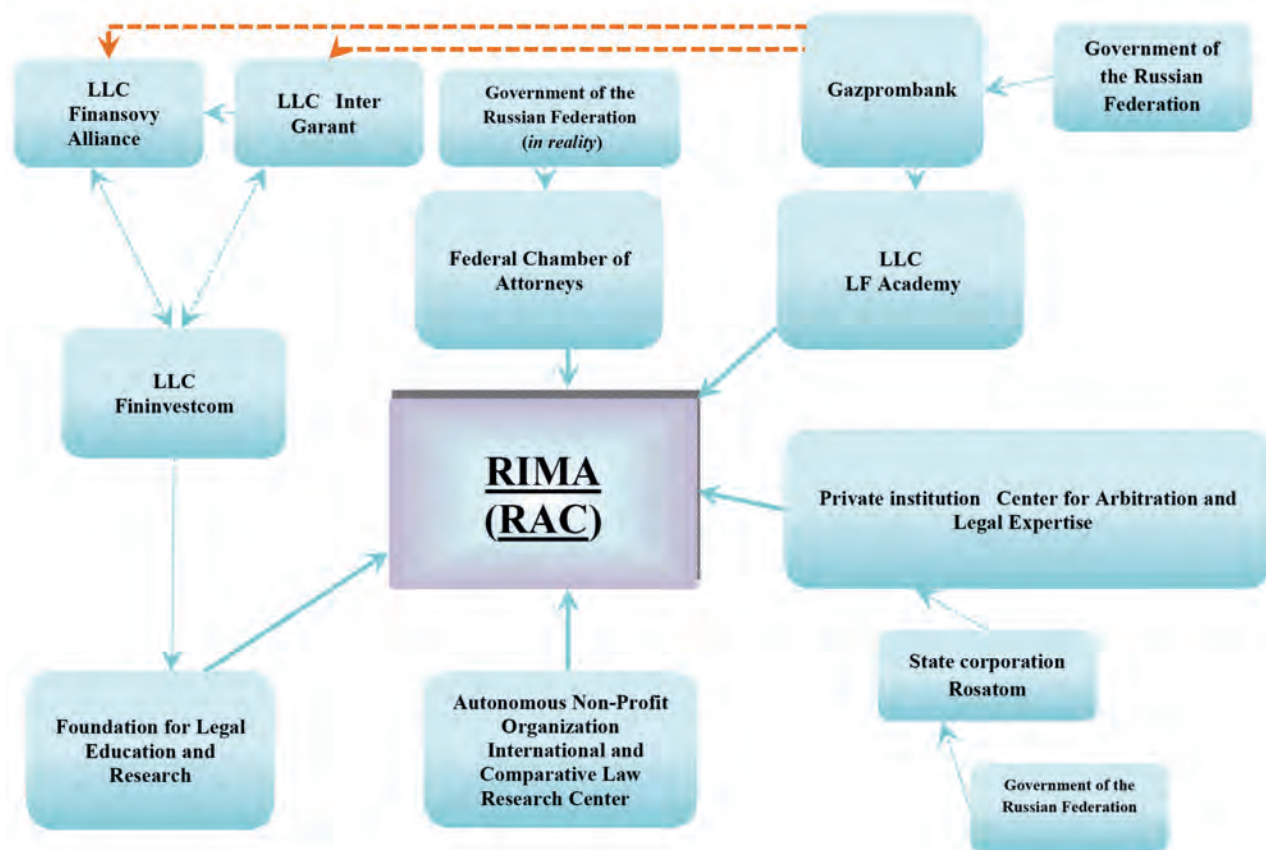 LLC
Finansovy
Alliance
LLC Inter
Garant
Government of the
Russian Federation
(in reality)
Gazprombank
Government of
the Russian
Federation
Federal Chamber of
Attorneys
LLC
LF Academy
LLC
Fininvestcom
RIMA
(RAC)
Private institution Center for Arbitration and
Legal Expertise
State corporation
Rosatom
Foundation for Legal
Education and
Research
Autonomous Non-Profit
Organization
International and
Comparative Law
Research Center
Government of the
Russian Federation